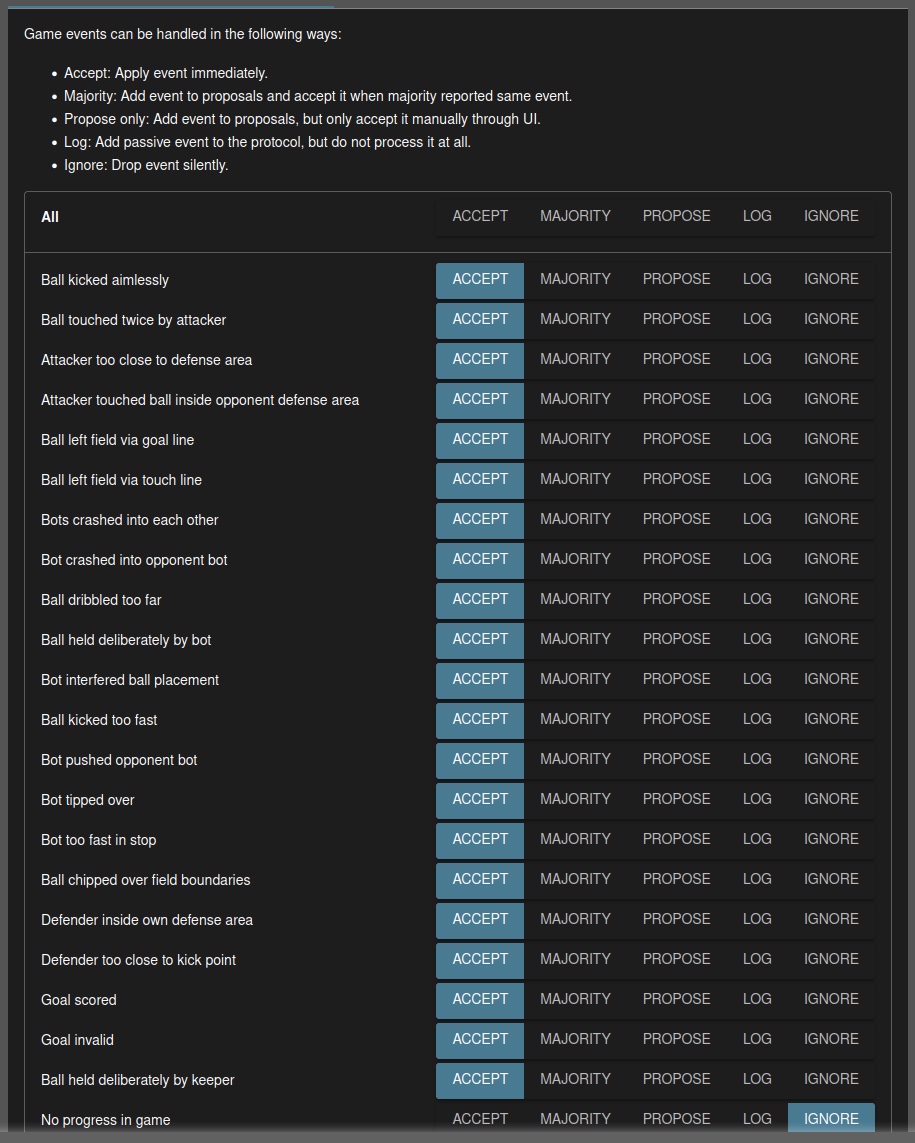 Game events can be handled in the following ways:
• Accept: Apply event immediately.
• Majority: Add event to proposals and accept it when majority reported same event.
• Propose only: Add event to proposals, but only accept it manually through UI.
• Log: Add passive event to the protocol, but do not process it at all.
• Ignore: Drop event silently.
All ACCEPT MAJORITY PROPOSE LOG IGNORE
Ball kicked aimlessly ACCEPT MAJORITY PROPOSE LOG IGNORE
Ball touched twice by attacker ACCEPT MAJORITY PROPOSE LOG IGNORE
Attacker too close to defense area ACCEPT MAJORITY PROPOSE LOG IGNORE
Attacker touched ball inside opponent defense area ACCEPT MAJORITY PROPOSE LOG IGNORE
Ball left field via goal line ACCEPT MAJORITY PROPOSE LOG IGNORE
Ball left field via touch line ACCEPT MAJORITY PROPOSE LOG IGNORE
Bots crashed into each other ACCEPT MAJORITY PROPOSE LOG IGNORE
Bot crashed into opponent bot ACCEPT MAJORITY PROPOSE LOG IGNORE
Ball dribbled too far ACCEPT MAJORITY PROPOSE LOG IGNORE
Ball held deliberately by bot ACCEPT MAJORITY PROPOSE LOG IGNORE
Bot interfered ball placement ACCEPT MAJORITY PROPOSE LOG IGNORE
Ball kicked too fast ACCEPT MAJORITY PROPOSE LOG IGNORE
Bot pushed opponent bot ACCEPT MAJORITY PROPOSE LOG IGNORE
Bot tipped over ACCEPT MAJORITY PROPOSE LOG IGNORE
Bot too fast in stop ACCEPT MAJORITY PROPOSE LOG IGNORE
Ball chipped over field boundaries ACCEPT MAJORITY PROPOSE LOG IGNORE
Defender inside own defense area ACCEPT MAJORITY PROPOSE LOG IGNORE
Defender too close to kick point ACCEPT MAJORITY PROPOSE LOG IGNORE
Goal scored ACCEPT MAJORITY PROPOSE LOG IGNORE
Goal invalid ACCEPT MAJORITY PROPOSE LOG IGNORE
Ball held deliberately by keeper ACCEPT MAJORITY PROPOSE LOG IGNORE
No progress in game ACCEPT MAJORITY PROPOSE LOG IGNORE